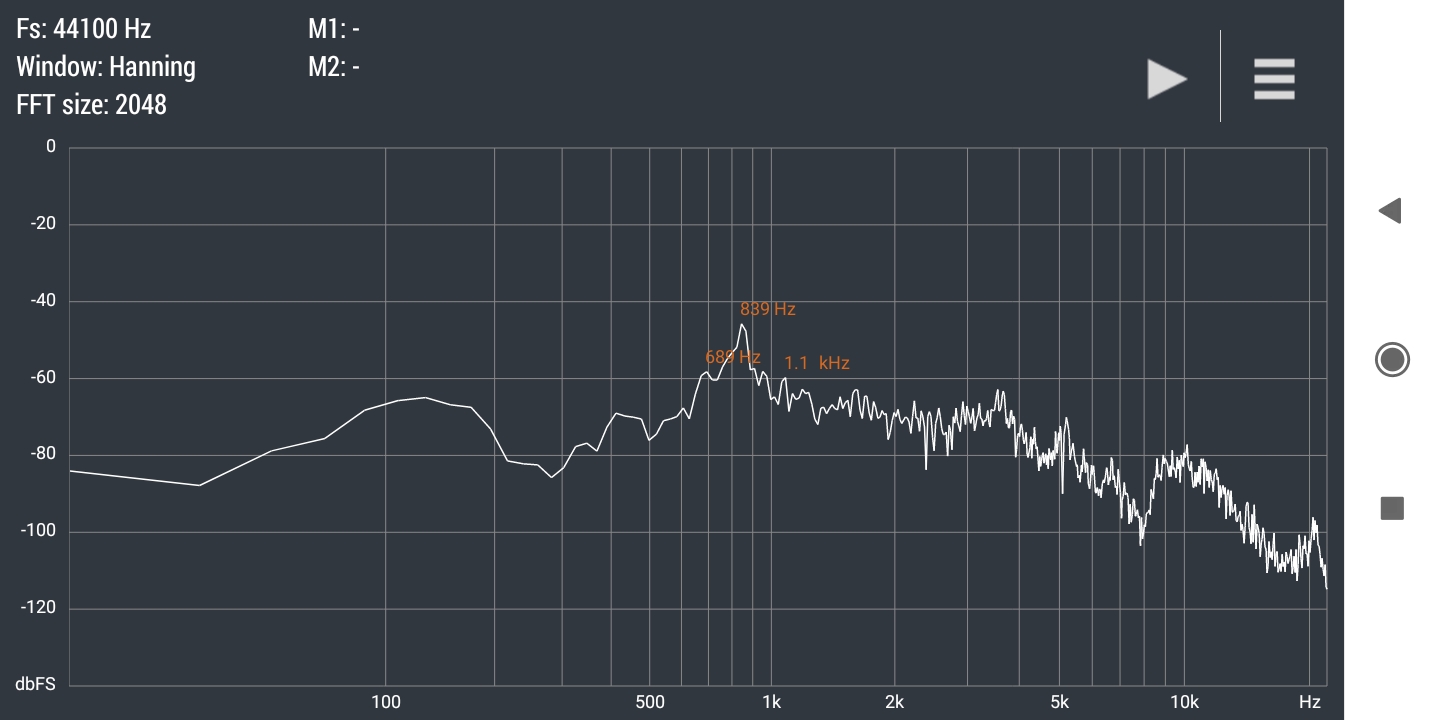 Fs: 44100 Hz
M1: -
Window: Hanning
M2: -
FFT size: 2048
0
-20
-40
839 Hz
689 Hz
1.1 kHz
-60
-80
-100
-120
dbFS
100
500
1k
2k
5k
10k
Hz